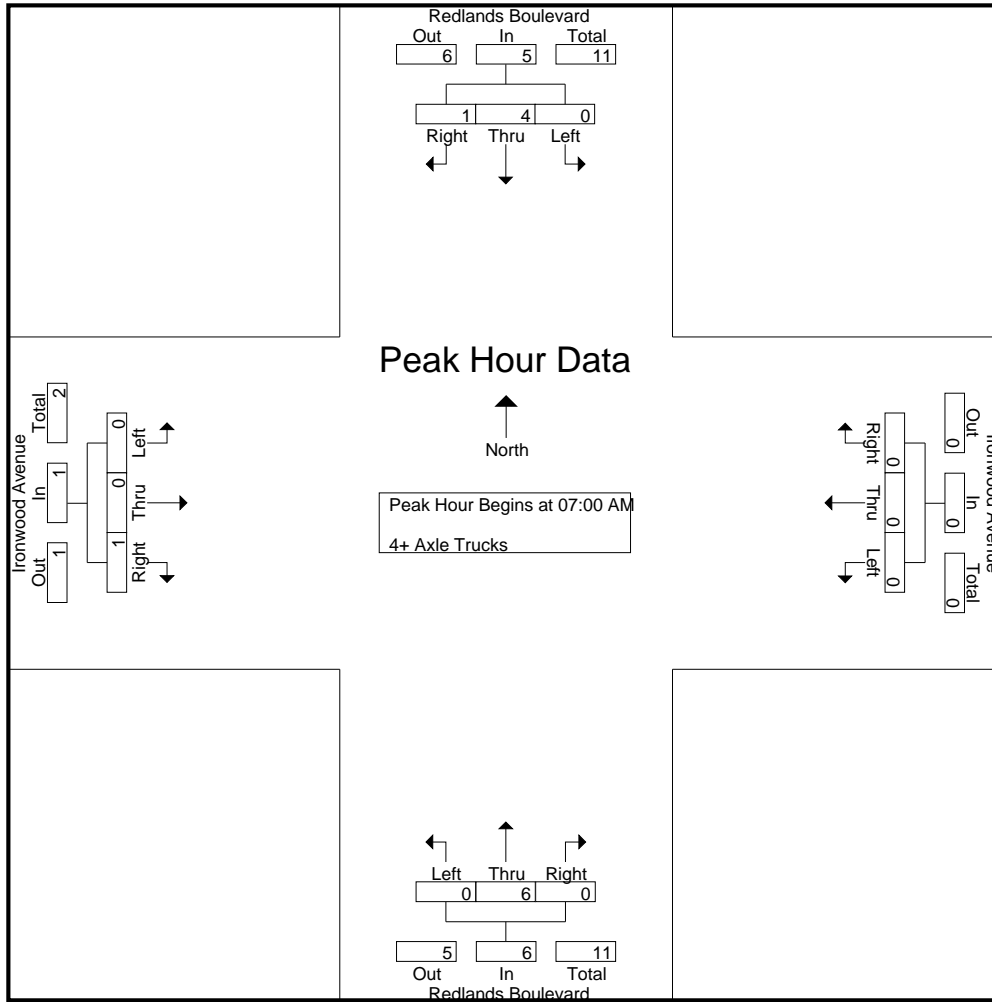 Redlands Boulevard
Out In Total
6 5 11
1 4 0
Right Thru Left
Peak Hour Data
North
Peak Hour Begins at 07:00 AM
4+ Axle Trucks
Ironwood Avenue
Total In Out
2 1 1
0 0 1
Left Thru Right
Ironwood Avenue
Out In Total
0 0 0
0 0 0
Right Thru Left
Left Thru Right
0 6 0
5 6 11
Out In Total
Redlands Boulevard